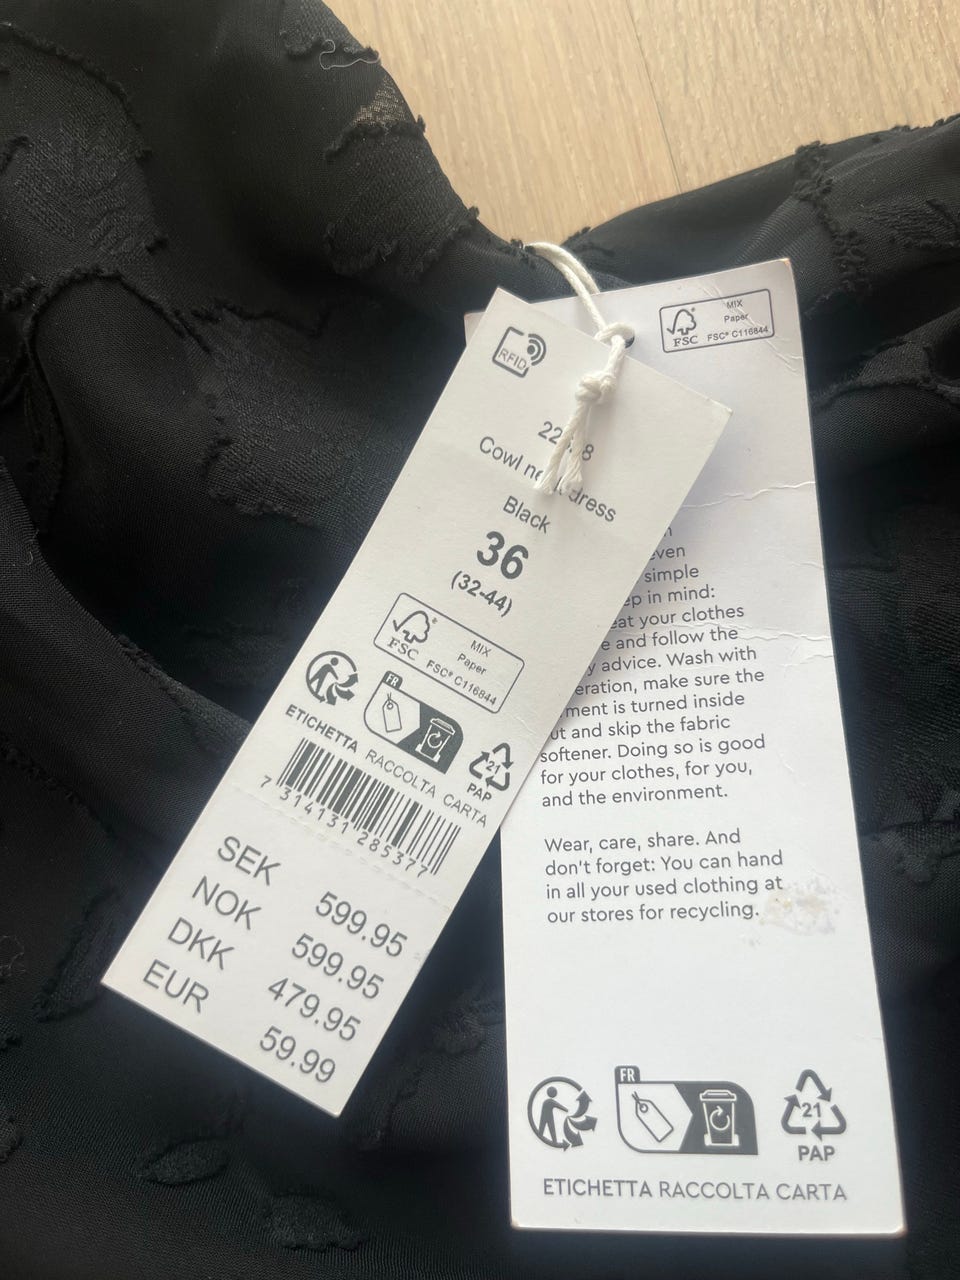 RFID
Cowl dress
Black
36
(32-44)
FSC®
MIX
Paper
FSC® C116844
FR
ETICHETTA RACCOLTA CARTA
21
PAP
7 314131 285377
SEK 599.95
NOK 599.95
DKK 479.95
EUR 59.99
FSC
MIX
Paper
FSC® C116844
simple
in mind:
your clothes
and follow the
advice. Wash with
make sure the
is turned inside
and skip the fabric
softener. Doing so is good
for your clothes, for you,
and the environment.
Wear, care, share. And
don't forget: You can hand
in all your used clothing at
our stores for recycling.
FR
21
PAP
ETICHETTA RACCOLTA CARTA